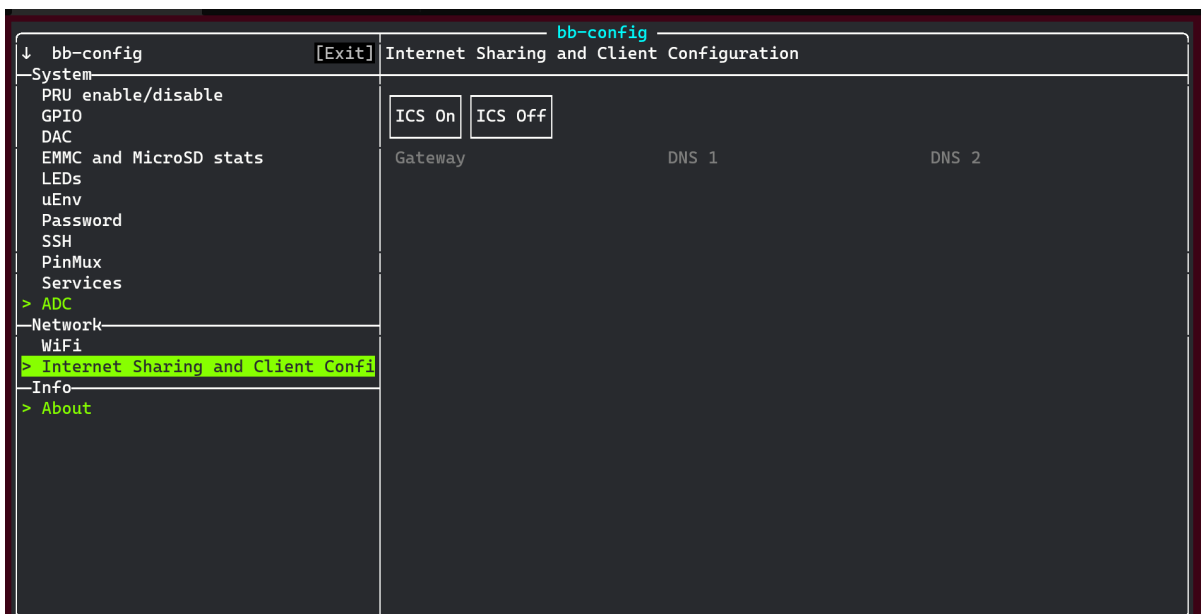 bb-config
↓ bb-config [Exit]
System
PRU enable/disable
GPIO
DAC
EMMC and MicroSD stats
LEDs
uEnv
Password
SSH
PinMux
Services
> ADC
Network
WiFi
> Internet Sharing and Client Confi
Info
> About
Internet Sharing and Client Configuration
ICS On ICS Off
Gateway DNS 1 DNS 2